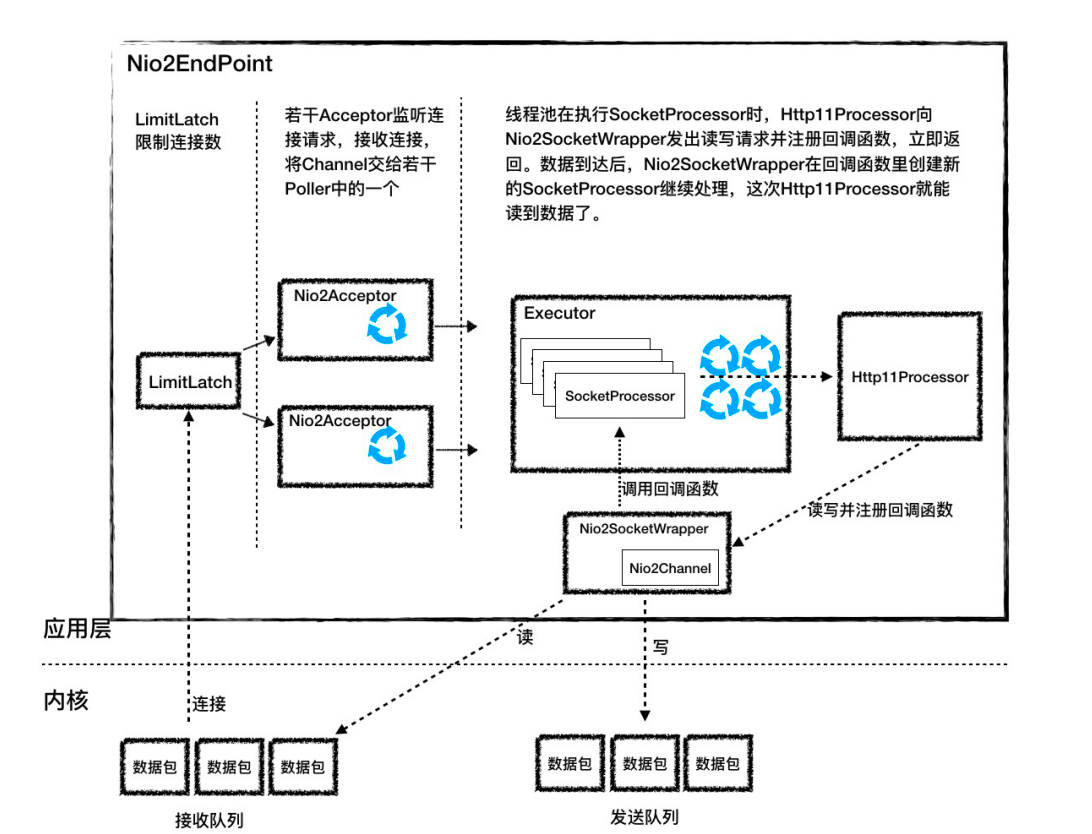 Nio2EndPoint
LimitLatch
限制连接数
若干Acceptor监听连
接请求，接收连接，
将Channel交给若干
Poller中的一个
线程池在执行SocketProcessor时，Http11Processor向
Nio2SocketWrapper发出读写请求并注册回调函数，立即返
回。数据到达后，Nio2SocketWrapper在回调函数里创建新
的SocketProcessor继续处理，这次Http11Processor就能
读到数据了。
Nio2Acceptor
Executor
LimitLatch
SocketProcessor
Http11Processor
Nio2Acceptor
调用回调函数
读写并注册回调函数
Nio2SocketWrapper
Nio2Channel
应用层
读
写
内核
连接
数据包
数据包
数据包
数据包
数据包
数据包
接收队列
发送队列